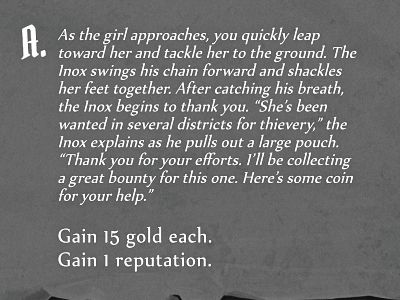 A. As the girl approaches, you quickly leap
toward her and tackle her to the ground. The
Inox swings his chain forward and shackles
her feet together. After catching his breath,
the Inox begins to thank you. “She’s been
wanted in several districts for thievery,” the
Inox explains as he pulls out a large pouch.
“Thank you for your efforts. I’ll be collecting
a great bounty for this one. Here’s some coin
for your help.”
Gain 15 gold each.
Gain 1 reputation.